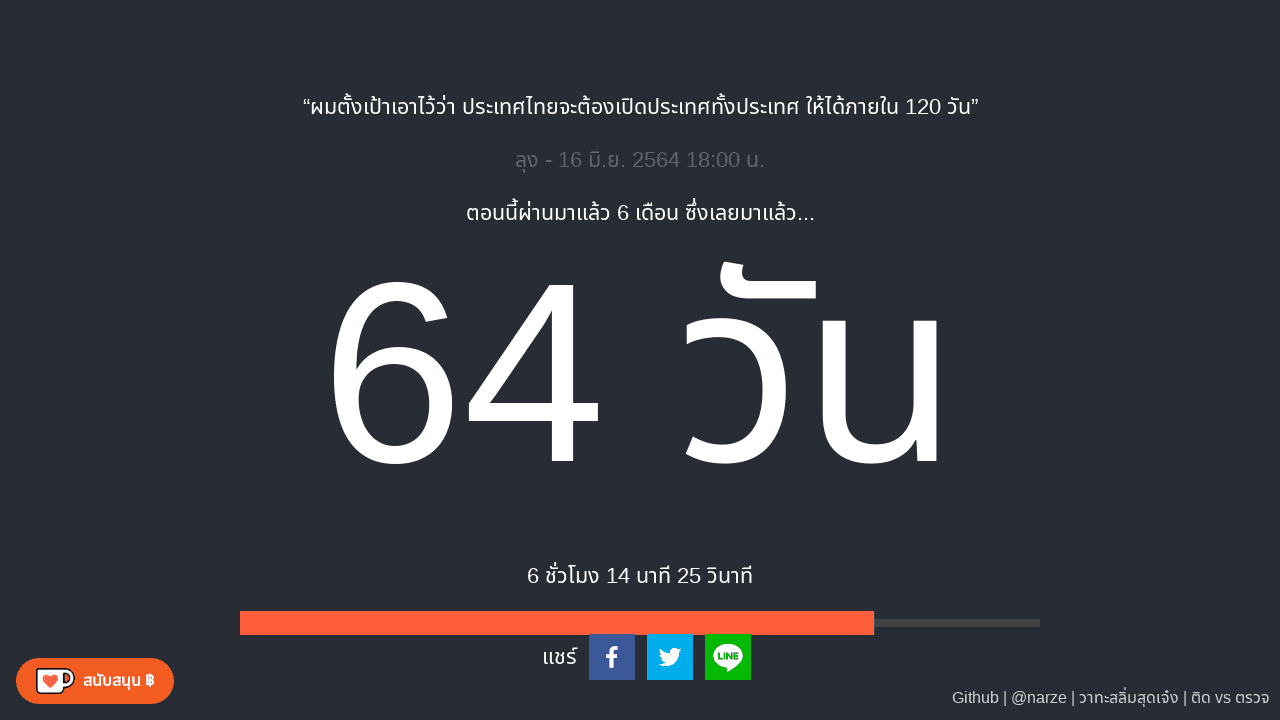 “ผมตั้งเป้าเอาไว้ว่า ประเทศไทยจะต้องเปิดประเทศทั้งประเทศ ให้ได้ภายใน 120 วัน”
ลุง - 16 มิ.ย. 2564 18:00 น.
ตอนนี้ผ่านมาแล้ว 6 เดือน ซึ่งเลยมาแล้ว...
64 วัน
6 ชั่วโมง 14 นาที 25 วินาที
แชร์
LINE
สนับสนุน ฿
Github | @narze | วาทะสลิ่มสุดเจ๋ง | ติด vs ตรวจ